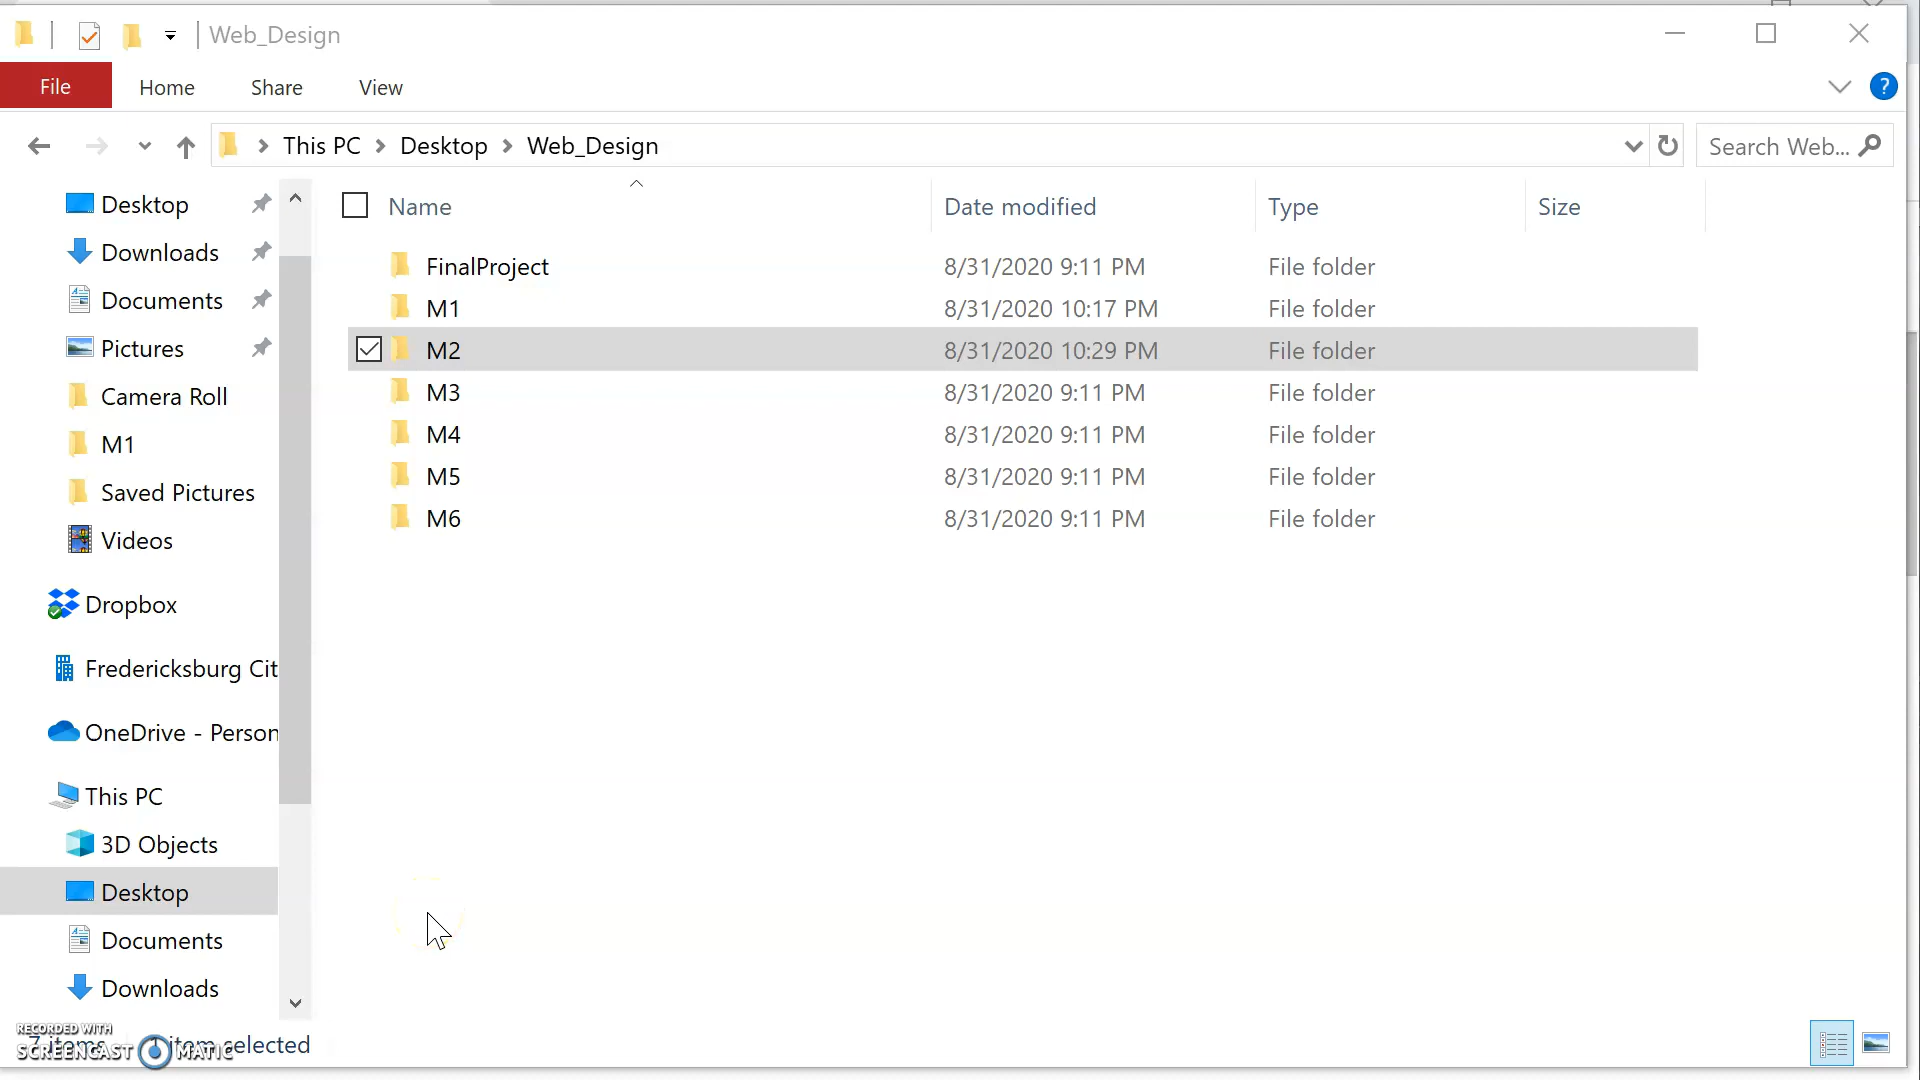 Web_Design
File Home Share View
?
This PC Desktop Web_Design
Search Web...
Name Date modified Type Size
FinalProject 8/31/2020 9:11 PM File folder
M1 8/31/2020 10:17 PM File folder
M2 8/31/2020 10:29 PM File folder
M3 8/31/2020 9:11 PM File folder
M4 8/31/2020 9:11 PM File folder
M5 8/31/2020 9:11 PM File folder
M6 8/31/2020 9:11 PM File folder
Desktop
Downloads
Documents
Pictures
Camera Roll
M1
Saved Pictures
Videos
Dropbox
Fredericksburg Cit
OneDrive - Person
This PC
3D Objects
Desktop
Documents
Downloads
7 items 1 item selected
RECORDED WITH
SCREENCAST MATIC